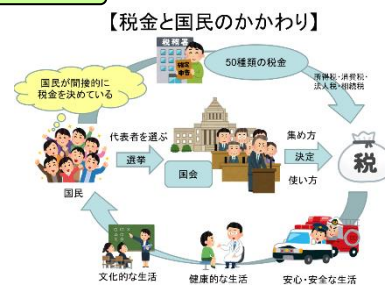 【税金と国民のかかわり】
税務署
確定
申告
50種類の税金
国民が間接的に
税金を決めている
所得税・消費税・
法人税・相続税
代表者を選ぶ
選挙
国会
集め方
決定
使い方
税
国民
文化的な生活
健康的な生活
安心・安全な生活